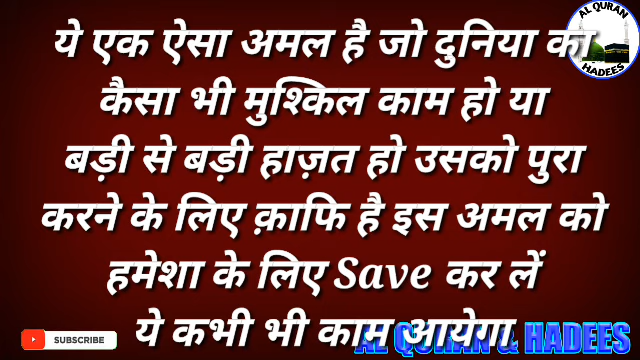 ये एक ऐसा अमल है जो दुनिया का
कैसा भी मुश्किल काम हो या
बड़ी से बड़ी हाज़त हो उसको पुरा
करने के लिए क़ाफि है इस अमल को
हमेशा के लिए Save कर लें
ये कभी भी काम आयेगा
AL QURAN
HADEES
SUBSCRIBE
AL QURAN & HADEES